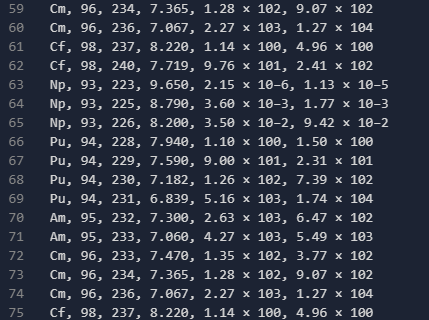 59 Cm, 96, 234, 7.365, 1.28 × 102, 9.07 × 102
60 Cm, 96, 236, 7.067, 2.27 × 103, 1.27 × 104
61 Cf, 98, 237, 8.220, 1.14 × 100, 4.96 × 100
62 Cf, 98, 240, 7.719, 9.76 × 101, 2.41 × 102
63 Np, 93, 223, 9.650, 2.15 × 10−6, 1.13 × 10−5
64 Np, 93, 225, 8.790, 3.60 × 10−3, 1.77 × 10−3
65 Np, 93, 226, 8.200, 3.50 × 10−2, 9.42 × 10−2
66 Pu, 94, 228, 7.940, 1.10 × 100, 1.50 × 100
67 Pu, 94, 229, 7.590, 9.00 × 101, 2.31 × 101
68 Pu, 94, 230, 7.182, 1.26 × 102, 7.39 × 102
69 Pu, 94, 231, 6.839, 5.16 × 103, 1.74 × 104
70 Am, 95, 232, 7.300, 2.63 × 103, 6.47 × 102
71 Am, 95, 233, 7.060, 4.27 × 103, 5.49 × 103
72 Cm, 96, 233, 7.470, 1.35 × 102, 3.77 × 102
73 Cm, 96, 234, 7.365, 1.28 × 102, 9.07 × 102
74 Cm, 96, 236, 7.067, 2.27 × 103, 1.27 × 104
75 Cf, 98, 237, 8.220, 1.14 × 100, 4.96 × 100